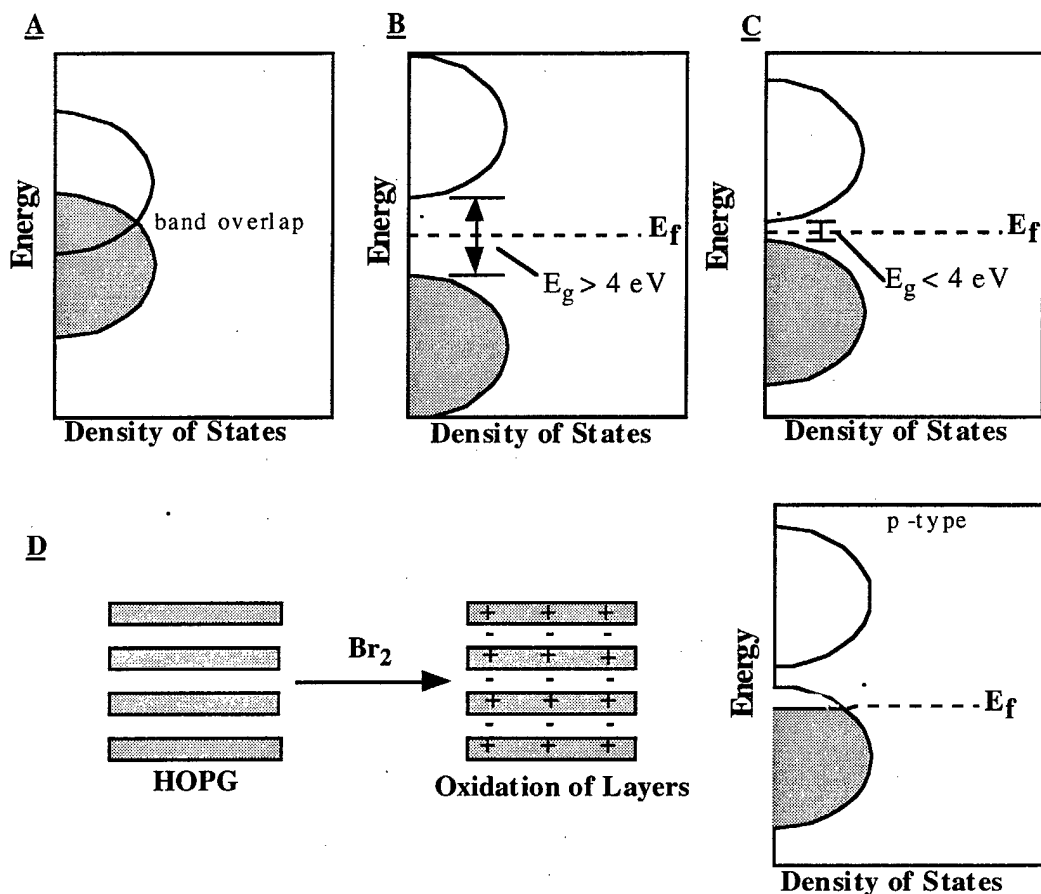 A
B
C
Energy
band overlap
Density of States
Energy
E_f
E_g > 4 eV
Density of States
Energy
E_f
E_g < 4 eV
Density of States
D
HOPG
Br₂
+ + +
- - -
+ + +
- - -
+ + +
- - -
+ + +
Oxidation of Layers
p -type
Energy
E_f
Density of States